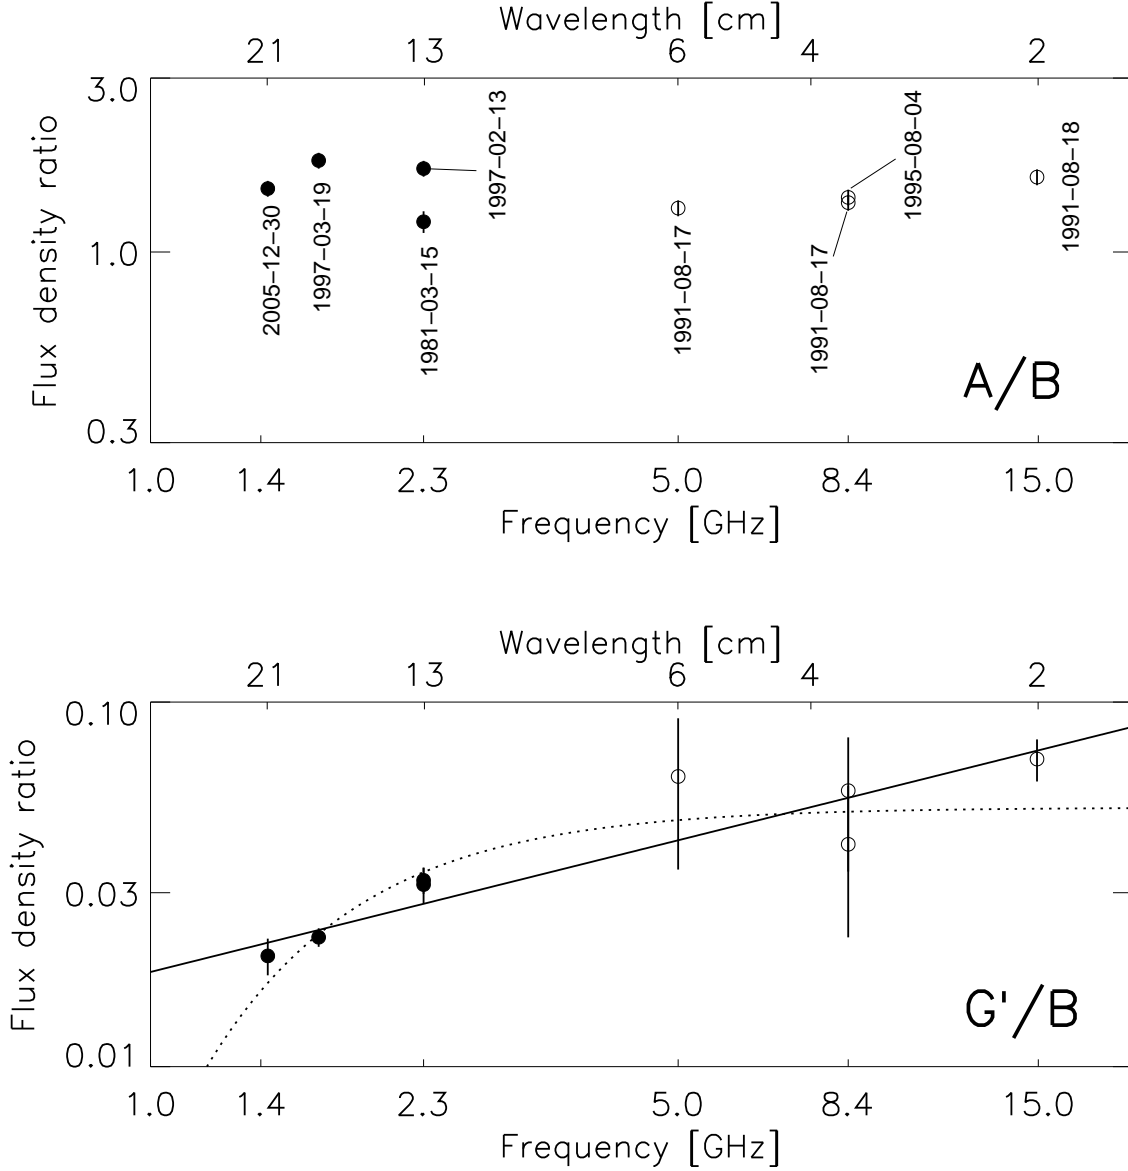 Wavelength [cm]
21 13 6 4 2
3.0
1.0
0.3
Flux density ratio
2005−12−30
1997−03−19
1997−02−13
1981−03−15
1991−08−17
1991−08−17
1995−08−04
1991−08−18
A/B
1.0 1.4 2.3 5.0 8.4 15.0
Frequency [GHz]
Wavelength [cm]
21 13 6 4 2
0.10
0.03
0.01
Flux density ratio
G'/B
1.0 1.4 2.3 5.0 8.4 15.0
Frequency [GHz]